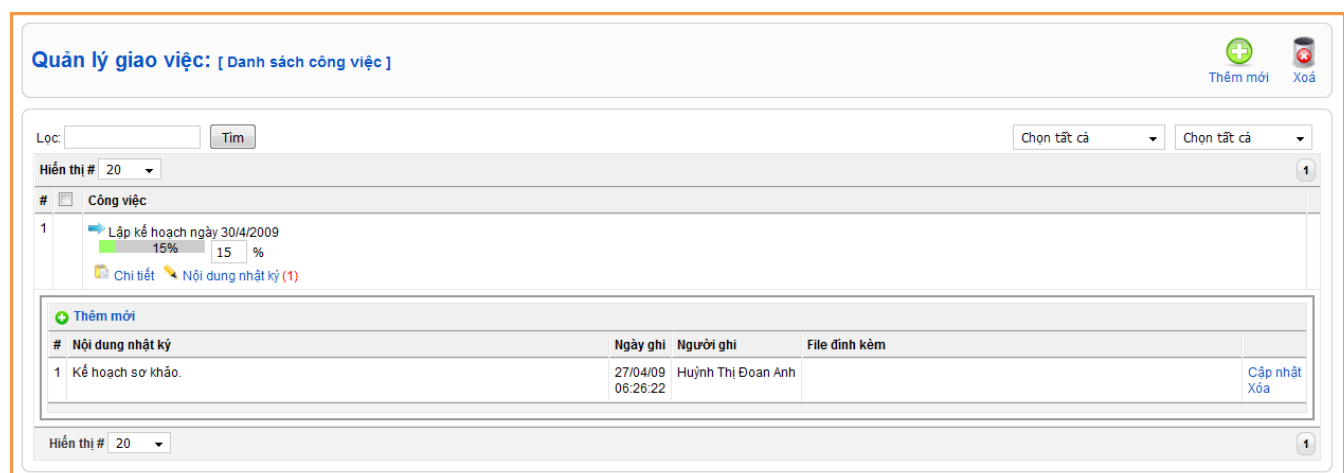 Quản lý giao việc: [ Danh sách công việc ]
Thêm mới Xoá
Lọc: Tìm Chọn tất cả Chọn tất cả
Hiển thị # 20 1
# Công việc
1 Lập kế hoạch ngày 30/4/2009
15% 15 %
Chi tiết Nội dung nhật ký (1)
Thêm mới
# Nội dung nhật ký Ngày ghi Người ghi File đính kèm
1 Kế hoạch sơ khảo. 27/04/09 Huỳnh Thị Đoan Anh Cập nhật
06:26:22 Xóa
Hiển thị # 20 1